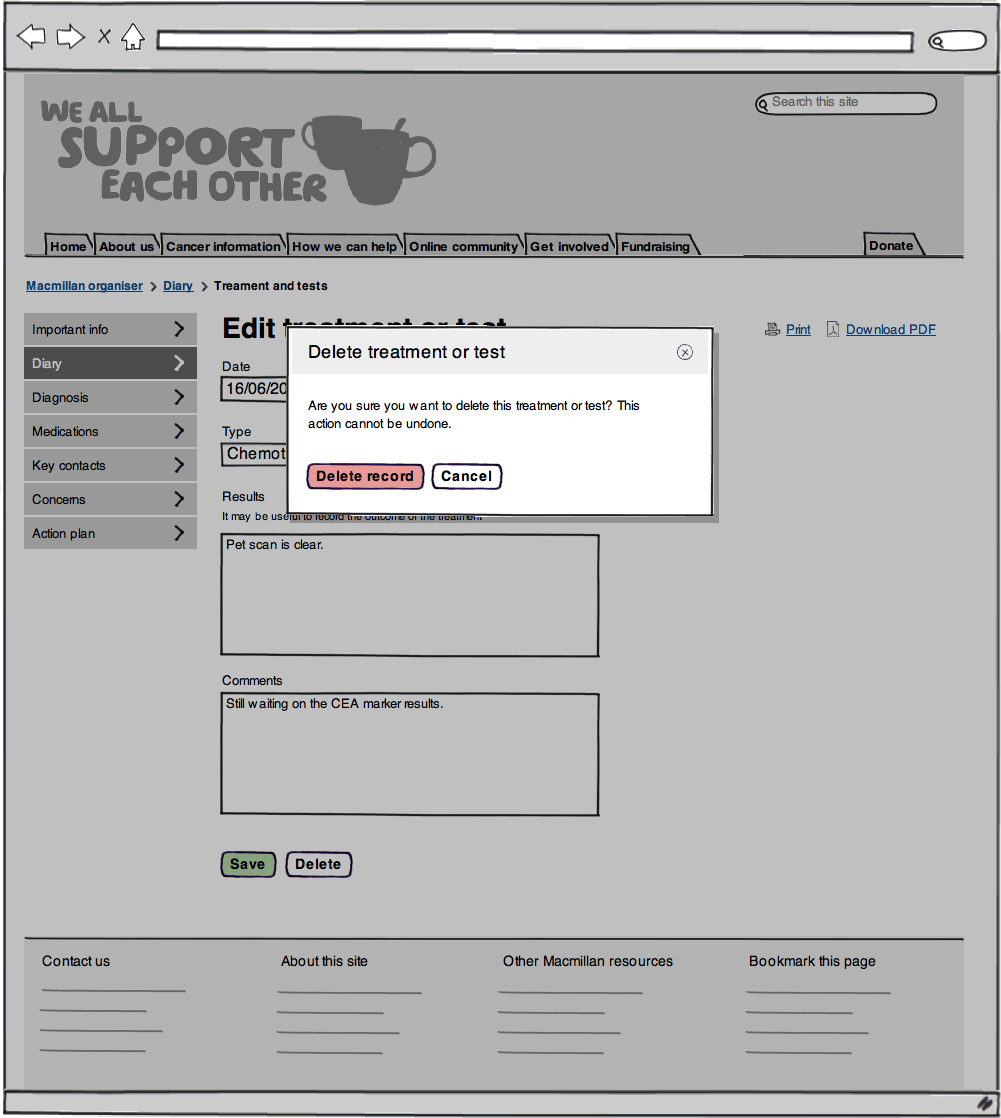 WE ALL
SUPPORT
EACH OTHER
Search this site
Home About us Cancer information How we can help Online community Get involved Fundraising Donate
Macmillan organiser > Diary > Treament and tests
Important info
Diary
Diagnosis
Medications
Key contacts
Concerns
Action plan
Edit treatment or test
Print Download PDF
Delete treatment or test
Are you sure you want to delete this treatment or test? This
action cannot be undone.
Delete record Cancel
Date
16/06/20
Type
Chemot
Results
It may be useful to record the outcome of the treatment
Pet scan is clear.
Comments
Still waiting on the CEA marker results.
Save Delete
Contact us About this site Other Macmillan resources Bookmark this page